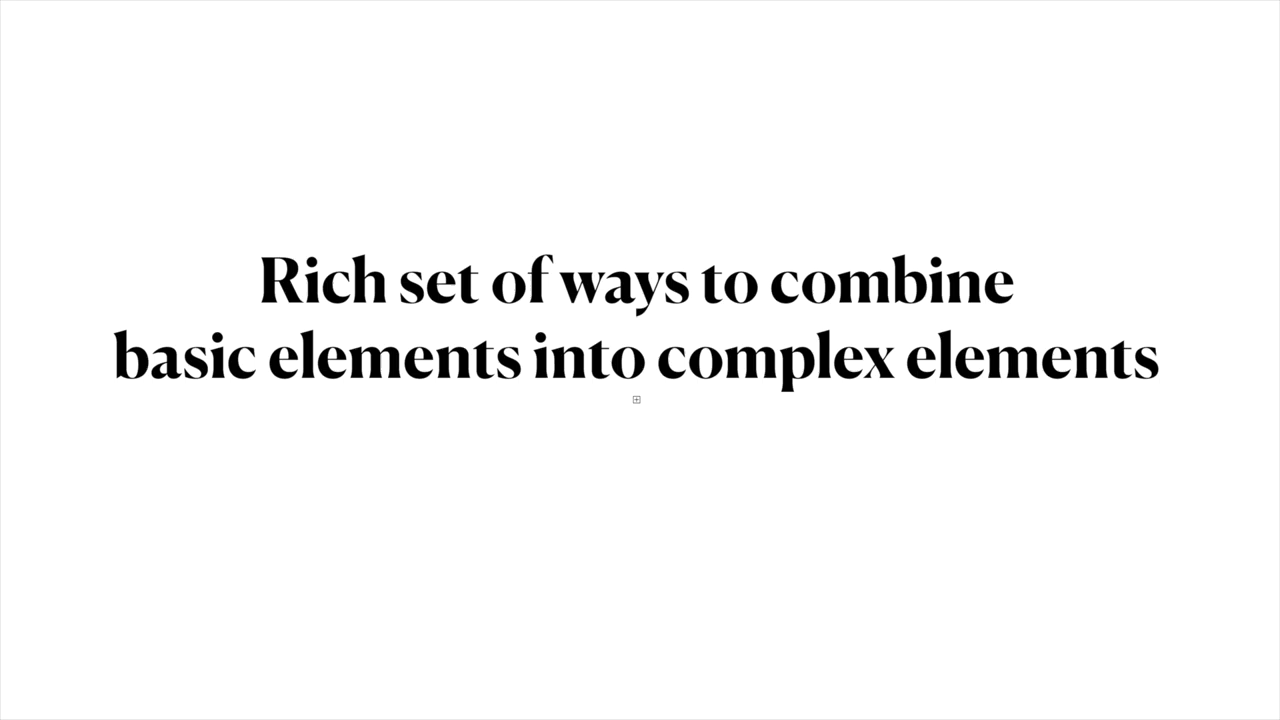 Rich set of ways to combine
basic elements into complex elements